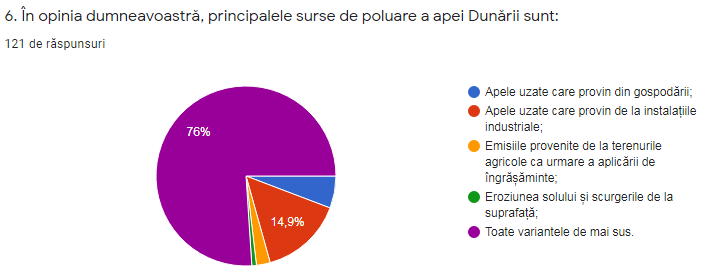 6. În opinia dumneavoastră, principalele surse de poluare a apei Dunării sunt:
121 de răspunsuri
Apele uzate care provin din gospodării;
Apele uzate care provin de la instalațiile
industriale;
Emisiile provenite de la terenurile
agricole ca urmare a aplicării de
îngrășăminte;
Eroziunea solului și scurgerile de la
suprafață;
Toate variantele de mai sus.
76%
14,9%